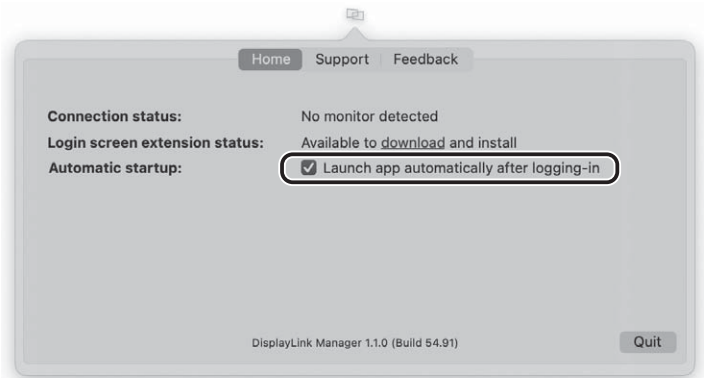 Home Support Feedback
Connection status: No monitor detected
Login screen extension status: Available to download and install
Automatic startup: Launch app automatically after logging-in
DisplayLink Manager 1.1.0 (Build 54.91)
Quit